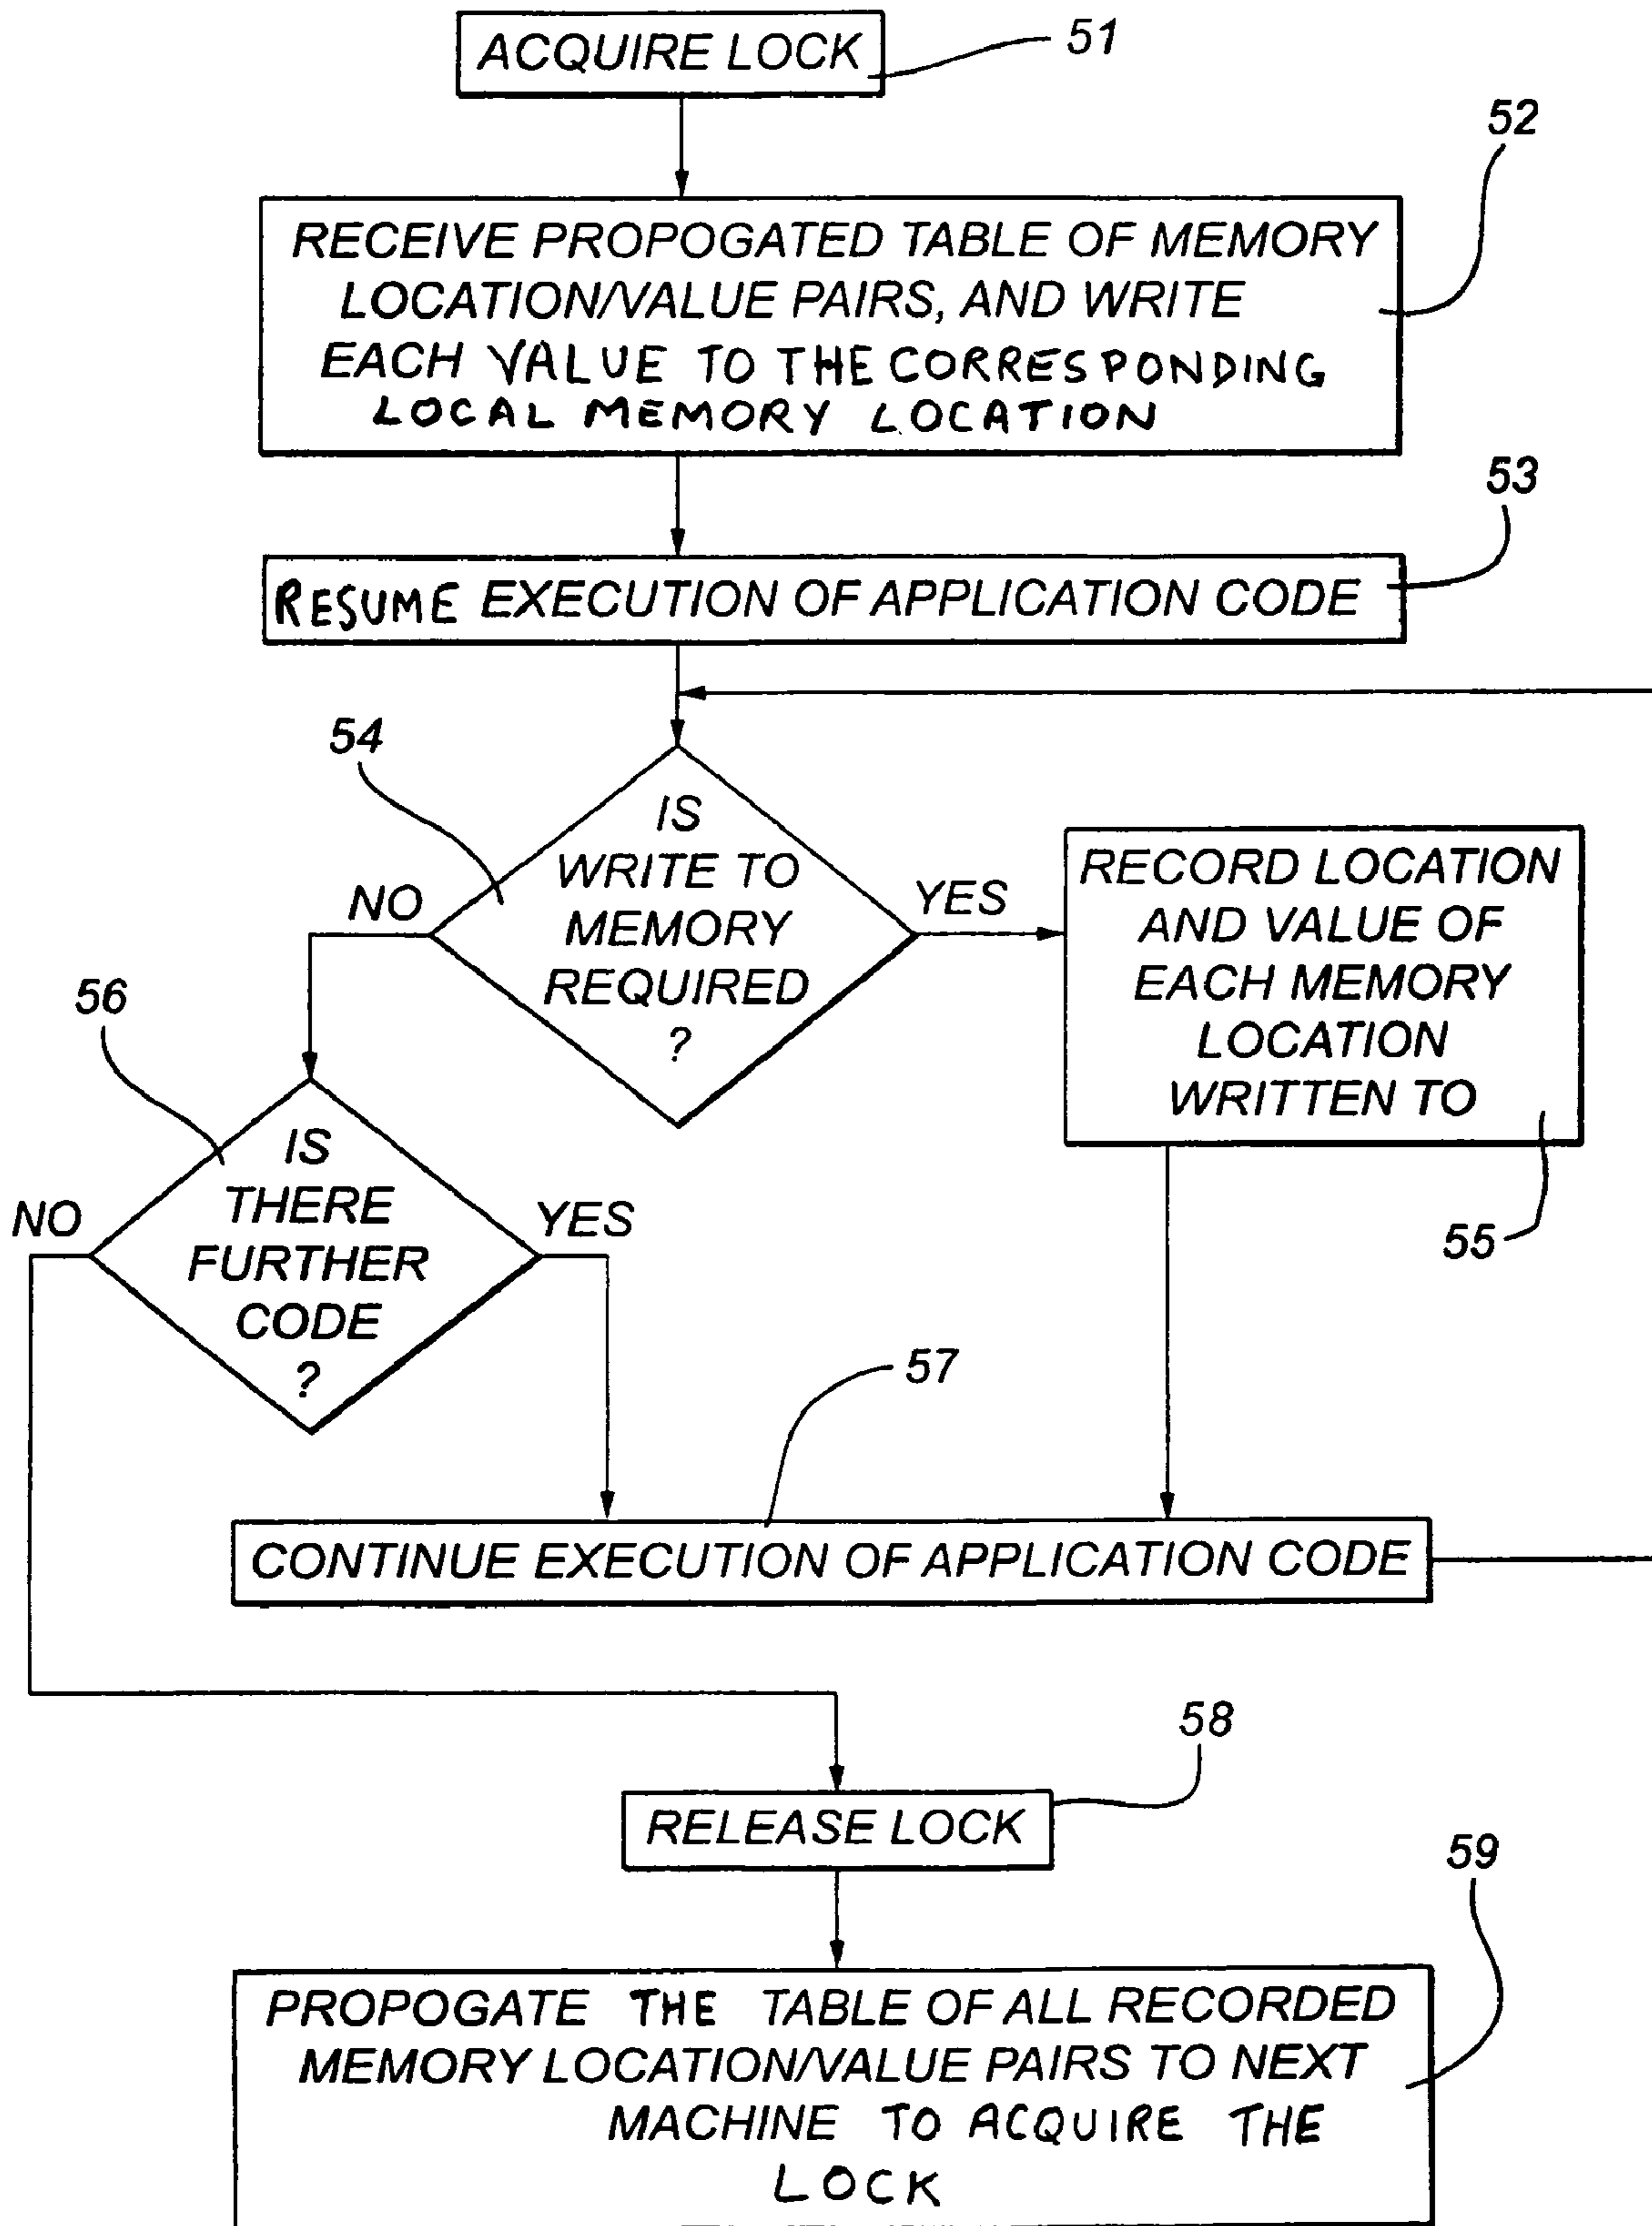 ACQUIRE LOCK
51
52
RECEIVE PROPOGATED TABLE OF MEMORY
LOCATION/VALUE PAIRS, AND WRITE
EACH VALUE TO THE CORRESPONDING
LOCAL MEMORY LOCATION
53
RESUME EXECUTION OF APPLICATION CODE
54
IS
WRITE TO
MEMORY
REQUIRED
?
NO
YES
RECORD LOCATION
AND VALUE OF
EACH MEMORY
LOCATION
WRITTEN TO
55
56
IS
THERE
FURTHER
CODE
?
NO
YES
57
CONTINUE EXECUTION OF APPLICATION CODE
58
RELEASE LOCK
59
PROPOGATE THE TABLE OF ALL RECORDED
MEMORY LOCATION/VALUE PAIRS TO NEXT
MACHINE TO ACQUIRE THE
LOCK